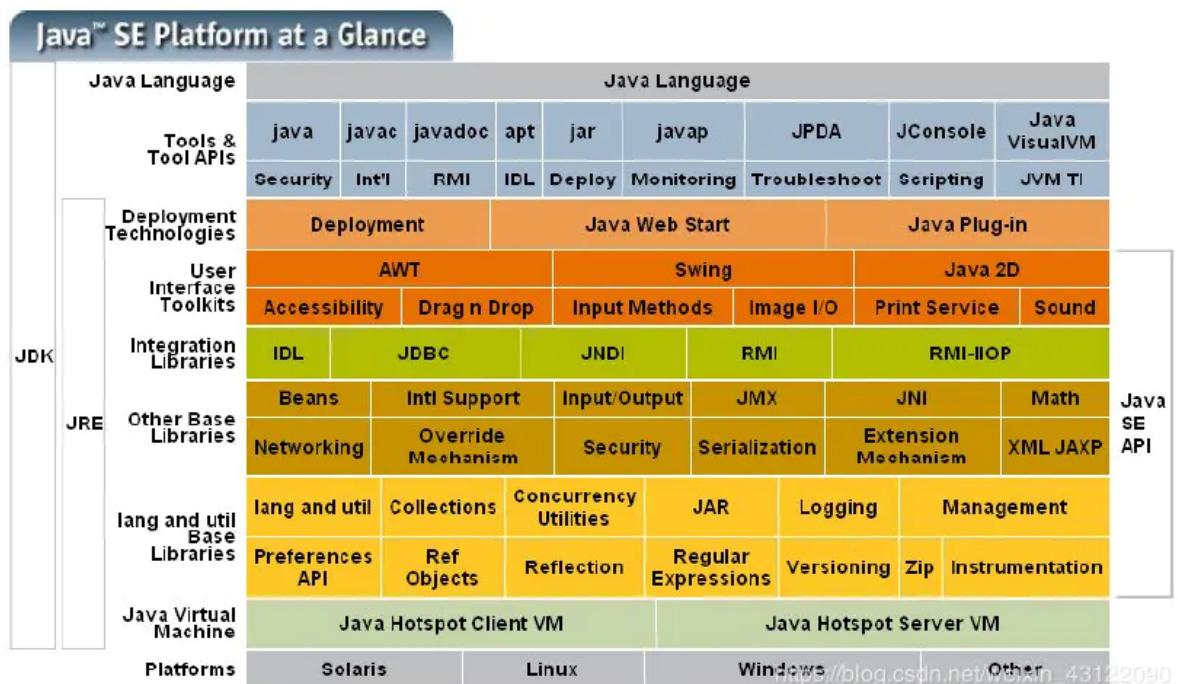 Java™ SE Platform at a Glance
Java Language
Java Language
Tools &
Tool APIs
java javac javadoc apt jar javap JPDA JConsole Java
VisualVM
Security Int'l RMI IDL Deploy Monitoring Troubleshoot Scripting JVM TI
Deployment
Technologies
Deployment Java Web Start Java Plug-in
User
Interface
Toolkits
AWT Swing Java 2D
Accessibility Drag n Drop Input Methods Image I/O Print Service Sound
Integration
Libraries
IDL JDBC JNDI RMI RMI-IIOP
JDK
JRE
Other Base
Libraries
Beans Intl Support Input/Output JMX JNI Math
Networking Override
Mechanism Security Serialization Extension
Mechanism XML JAXP
Java
SE
API
lang and util
Base
Libraries
lang and util Collections Concurrency
Utilities JAR Logging Management
Preferences
API Ref
Objects Reflection Regular
Expressions Versioning Zip Instrumentation
Java Virtual
Machine
Java Hotspot Client VM Java Hotspot Server VM
Platforms
Solaris Linux Windows Other
https://blog.csdn.net/weixin_43122090